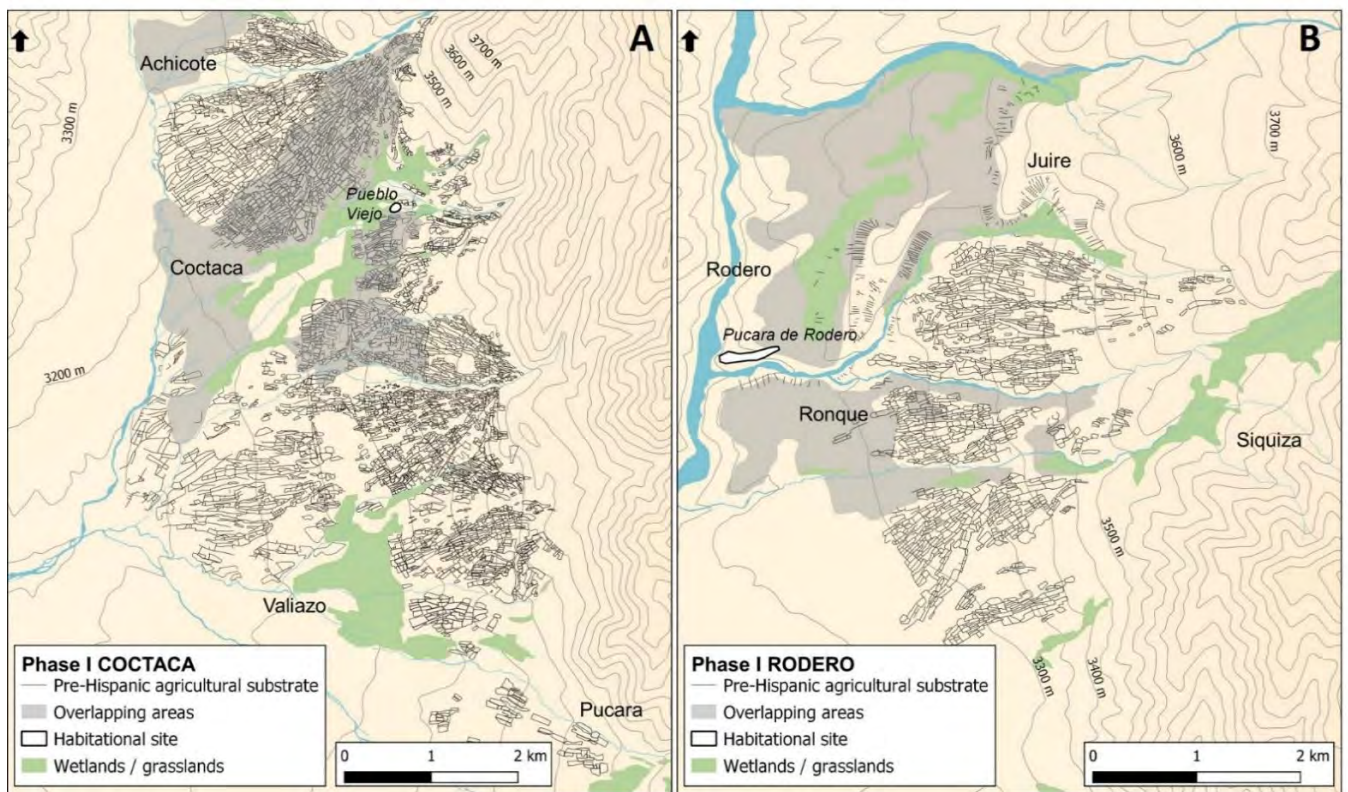 A
Achicote
3700 m
3600 m
3500 m
3300 m
Pueblo
Viejo
Coctaca
3200 m
Valiazo
Pucara
Phase I COCTACA
Pre-Hispanic agricultural substrate
Overlapping areas
Habitational site
Wetlands / grasslands
0 1 2 km
B
3700 m
3600 m
Juire
Rodero
Pucara de Rodero
Ronque
Siquiza
3500 m
3400 m
3300 m
Phase I RODERO
Pre-Hispanic agricultural substrate
Overlapping areas
Habitational site
Wetlands / grasslands
0 1 2 km